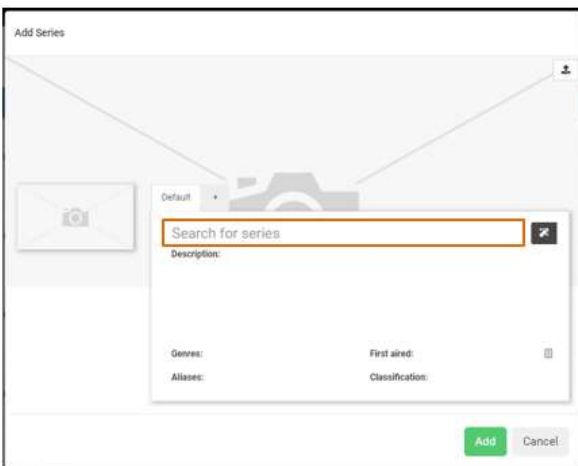 Add Series
Default +
Search for series
Description:
Genres: First aired:
Aliases: Classification:
Add Cancel